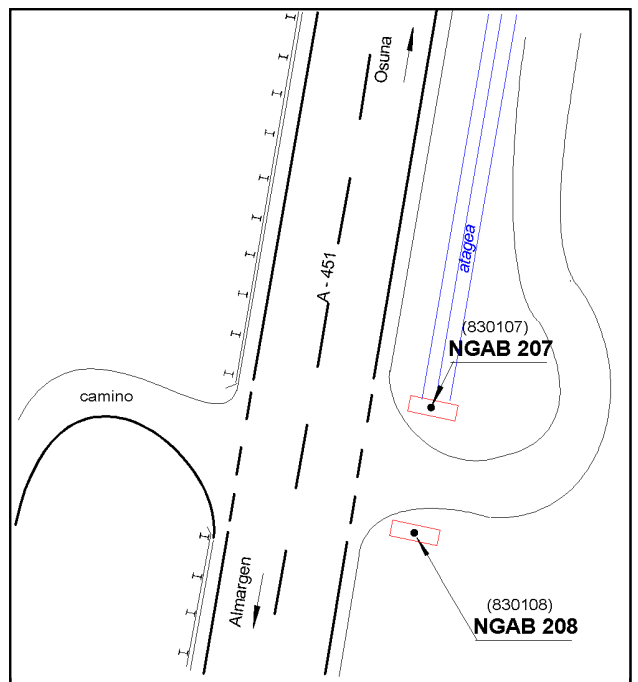 Osuna
A - 451
atagea
(830107)
NGAB 207
camino
Almargen
(830108)
NGAB 208